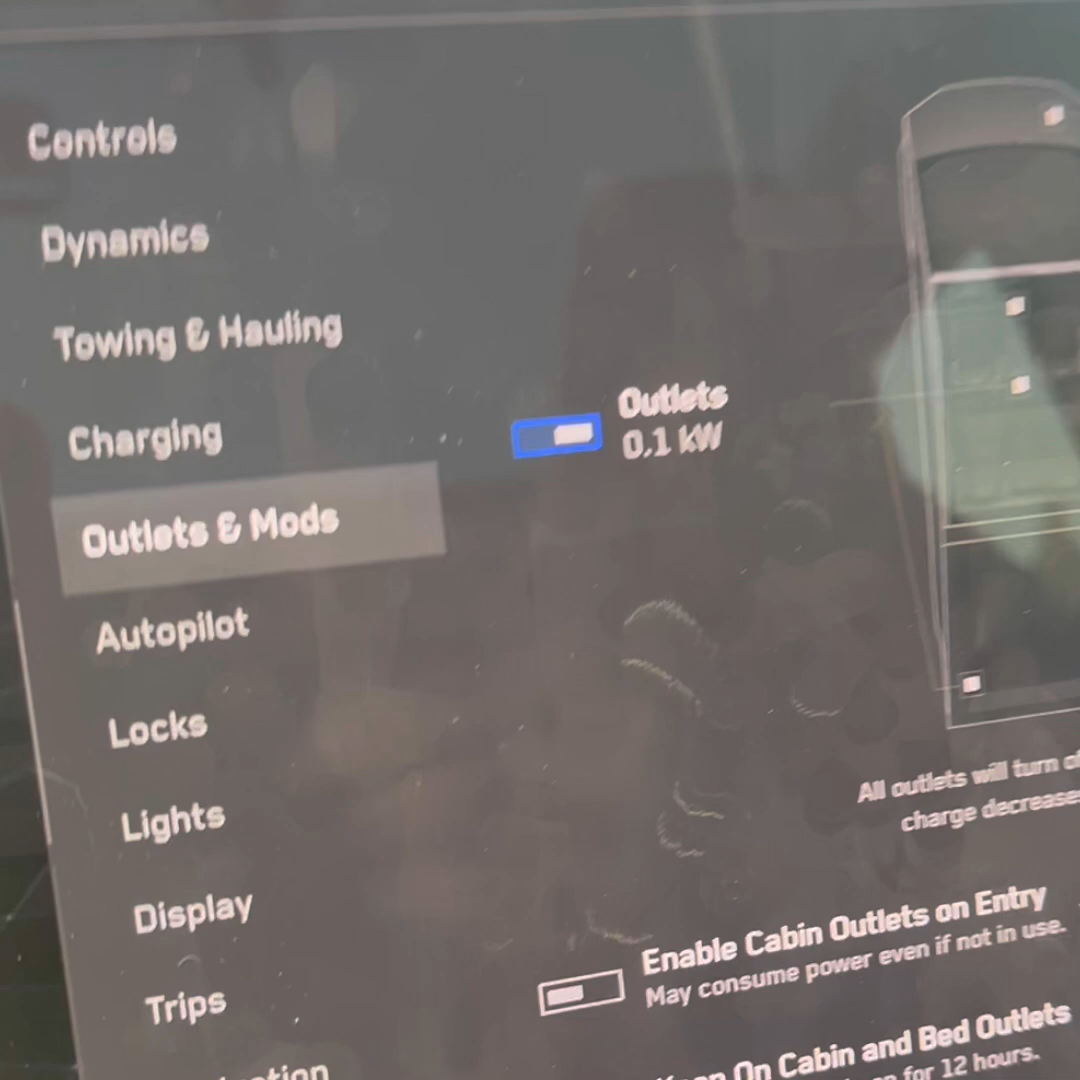 Controls
Dynamics
Towing & Hauling
Charging
Outlets & Mods
Autopilot
Locks
Lights
Display
Trips
Outlets
0.1 kW
All outlets will turn
charge
Enable Cabin Outlets on Entry
May consume power even if not in use.
On Cabin and Bed Outlets
for 12 hours.